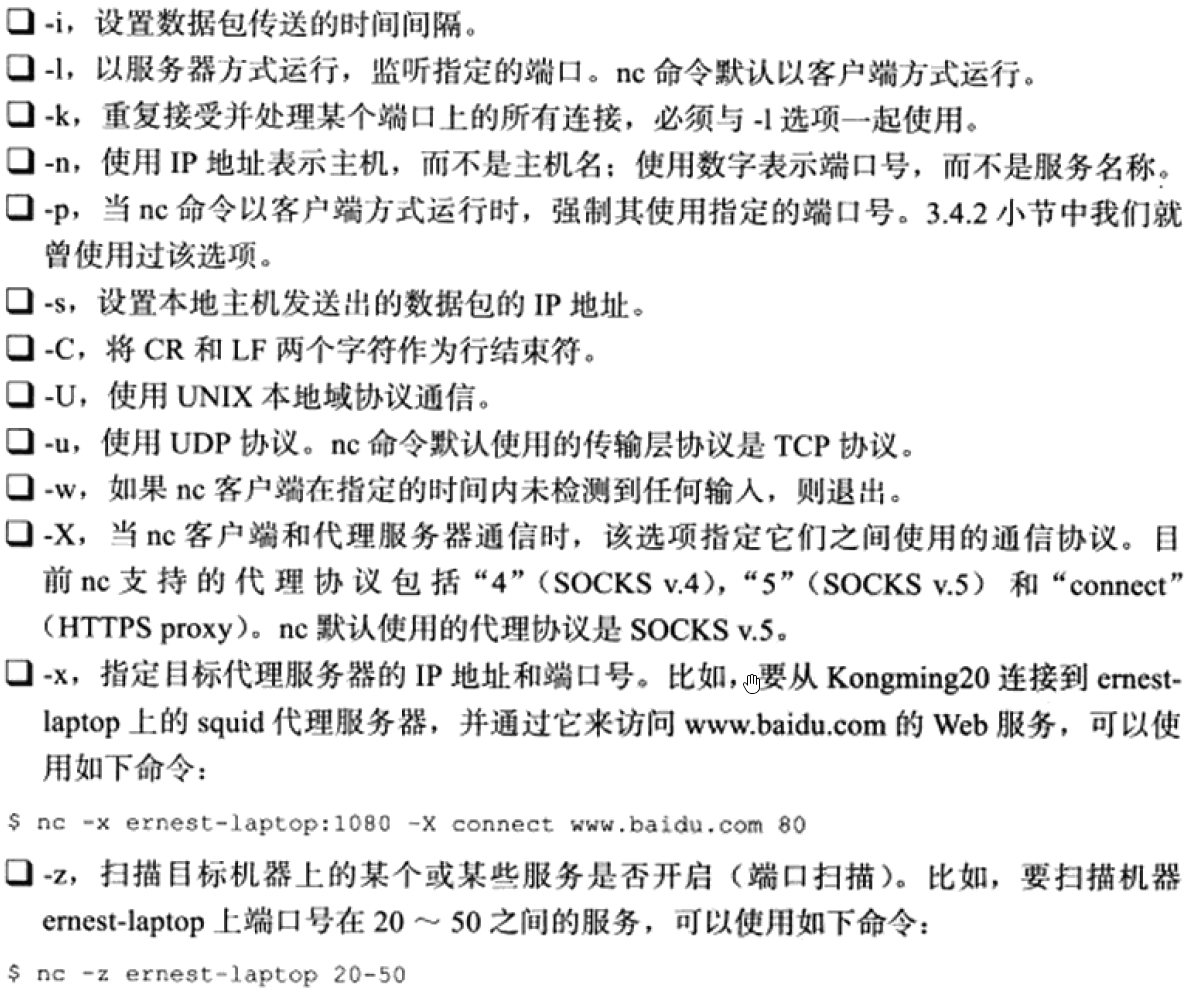 ❑ -i，设置数据包传送的时间间隔。
❑ -l，以服务器方式运行，监听指定的端口。nc 命令默认以客户端方式运行。
❑ -k，重复接受并处理某个端口上的所有连接，必须与 -l 选项一起使用。
❑ -n，使用 IP 地址表示主机，而不是主机名；使用数字表示端口号，而不是服务名称。
❑ -p，当 nc 命令以客户端方式运行时，强制其使用指定的端口号。3.4.2 小节中我们就
曾使用过该选项。
❑ -s，设置本地主机发送出的数据包的 IP 地址。
❑ -C，将 CR 和 LF 两个字符作为行结束符。
❑ -U，使用 UNIX 本地域协议通信。
❑ -u，使用 UDP 协议。nc 命令默认使用的传输层协议是 TCP 协议。
❑ -w，如果 nc 客户端在指定的时间内未检测到任何输入，则退出。
❑ -X，当 nc 客户端和代理服务器通信时，该选项指定它们之间使用的通信协议。目
前 nc 支持的代理协议包括“4”（SOCKS v.4），“5”（SOCKS v.5）和“connect”
（HTTPS proxy）。nc 默认使用的代理协议是 SOCKS v.5。
❑ -x，指定目标代理服务器的 IP 地址和端口号。比如，要从 Kongming20 连接到 ernest-
laptop 上的 squid 代理服务器，并通过它来访问 www.baidu.com 的 Web 服务，可以使
用如下命令：
$ nc -x ernest-laptop:1080 -X connect www.baidu.com 80
❑ -z，扫描目标机器上的某个或某些服务是否开启（端口扫描）。比如，要扫描机器
ernest-laptop 上端口号在 20 ～ 50 之间的服务，可以使用如下命令：
$ nc -z ernest-laptop 20-50